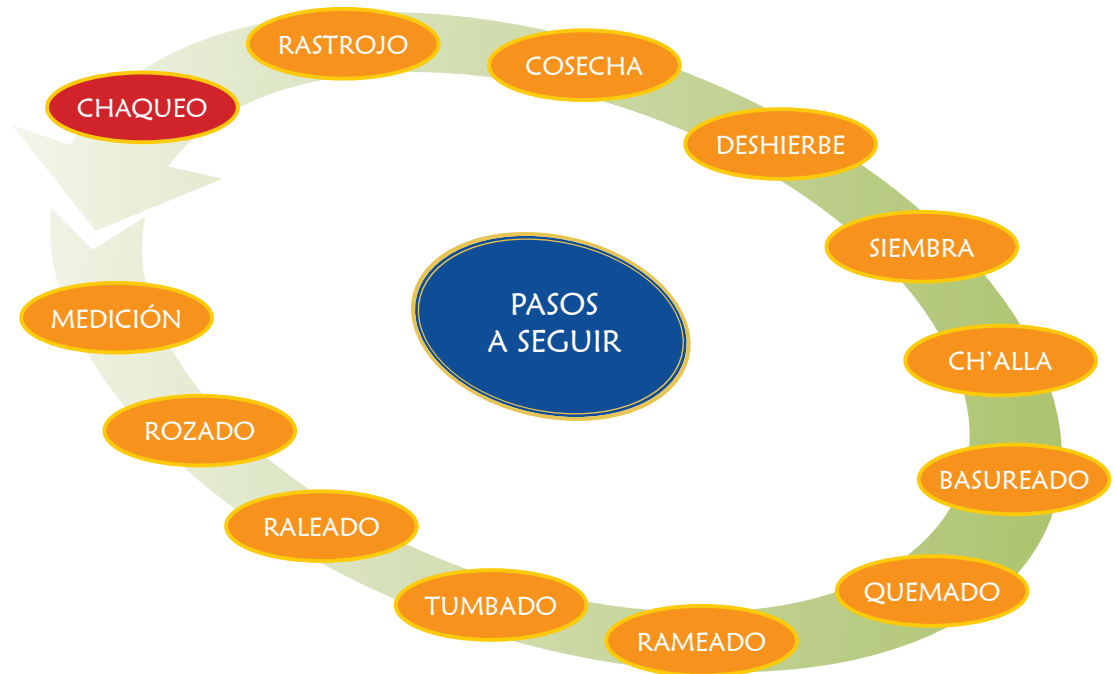 RASTROJO
COSECHA
CHAQUEO
DESHIERBE
SIEMBRA
PASOS
A SEGUIR
MEDICIÓN
CH'ALLA
ROZADO
BASUREADO
RALEADO
QUEMADO
TUMBADO
RAMEADO